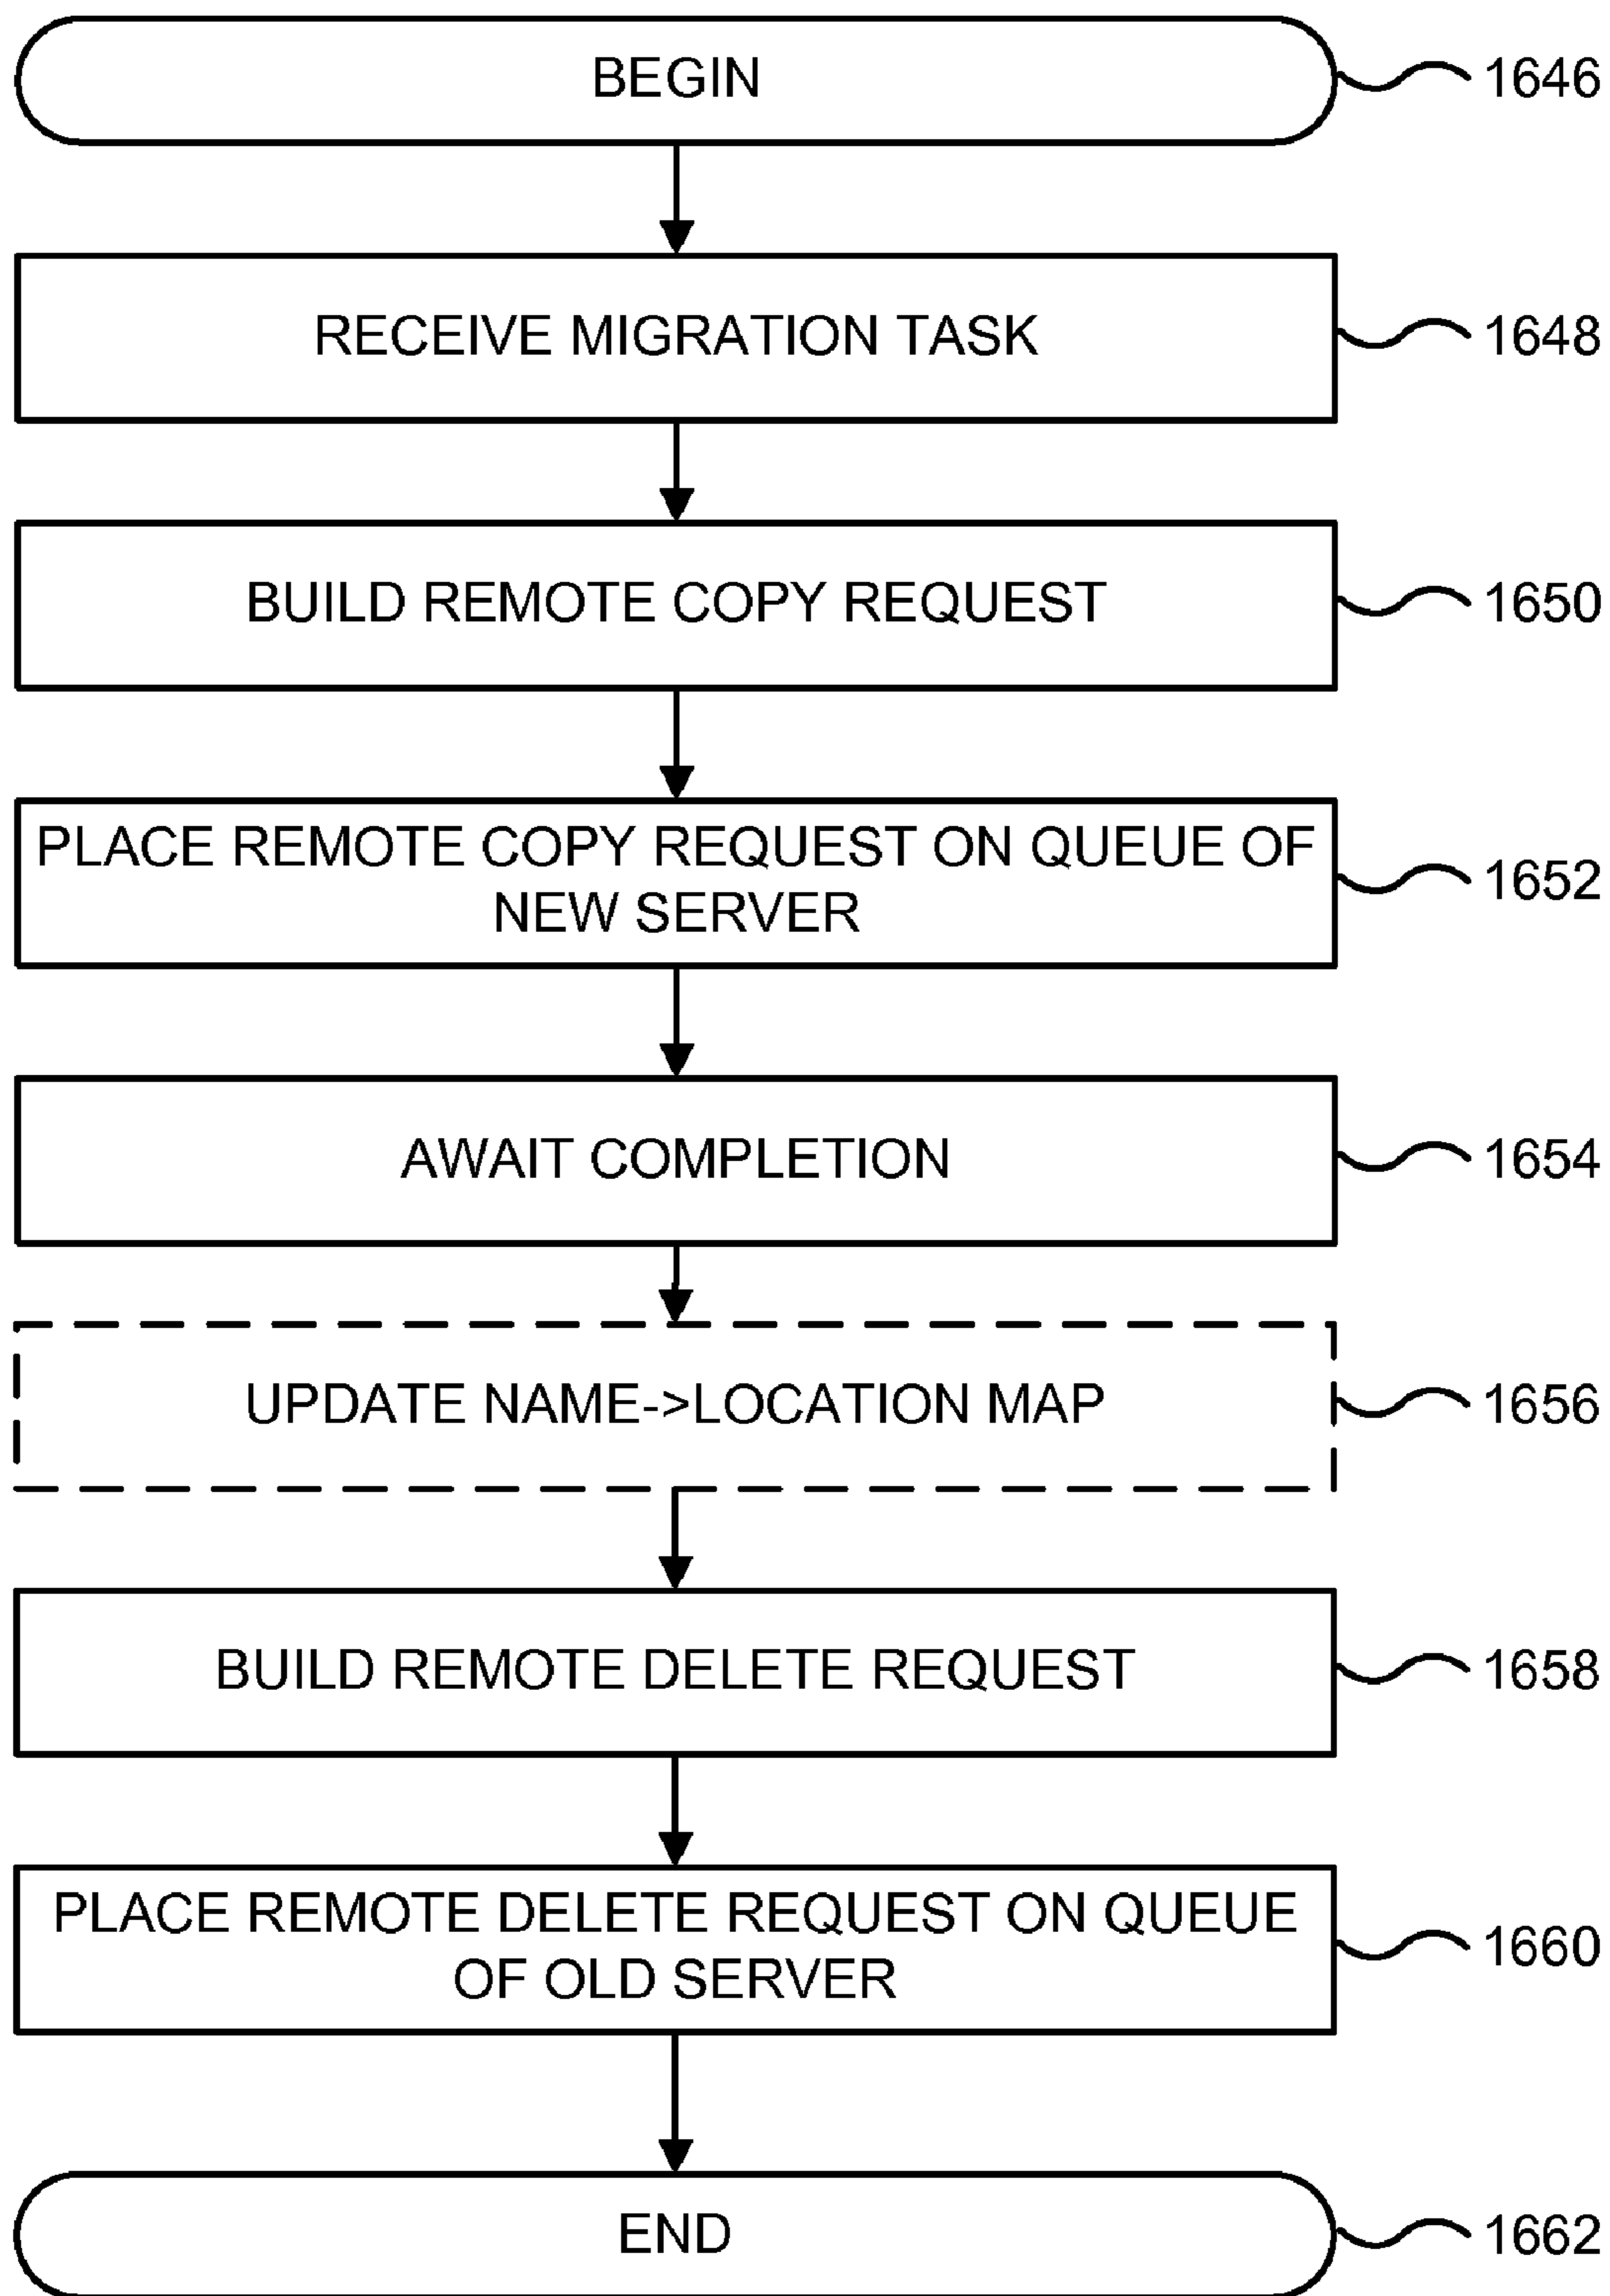 BEGIN
1646
RECEIVE MIGRATION TASK
1648
BUILD REMOTE COPY REQUEST
1650
PLACE REMOTE COPY REQUEST ON QUEUE OF
NEW SERVER
1652
AWAIT COMPLETION
1654
UPDATE NAME->LOCATION MAP
1656
BUILD REMOTE DELETE REQUEST
1658
PLACE REMOTE DELETE REQUEST ON QUEUE
OF OLD SERVER
1660
END
1662